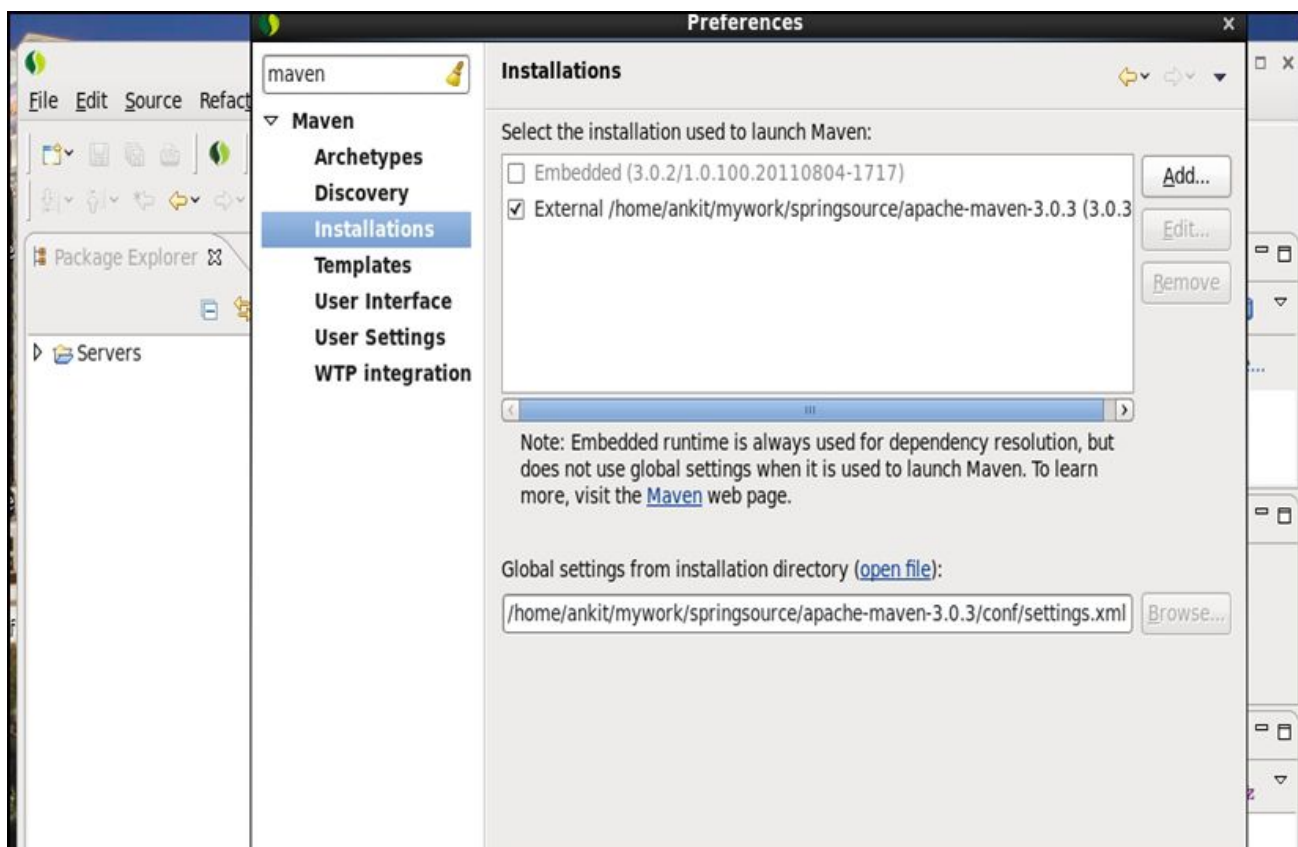 Preferences
File Edit Source Refact
maven
Installations
Maven
Archetypes
Discovery
Installations
Templates
User Interface
User Settings
WTP integration
Package Explorer
Servers
Select the installation used to launch Maven:
Embedded (3.0.2/1.0.100.20110804-1717)
External /home/ankit/mywork/springsource/apache-maven-3.0.3 (3.0.3
Add...
Edit...
Remove
Note: Embedded runtime is always used for dependency resolution, but
does not use global settings when it is used to launch Maven. To learn
more, visit the Maven web page.
Global settings from installation directory (open file):
/home/ankit/mywork/springsource/apache-maven-3.0.3/conf/settings.xml
Browse...